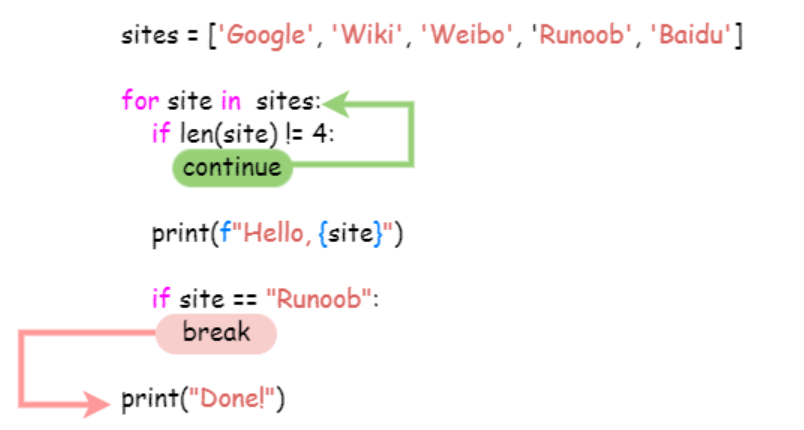 sites = ['Google', 'Wiki', 'Weibo', 'Runoob', 'Baidu']
for site in sites:
if len(site) != 4:
continue
print(f"Hello, {site}")
if site == "Runoob":
break
print("Done!")